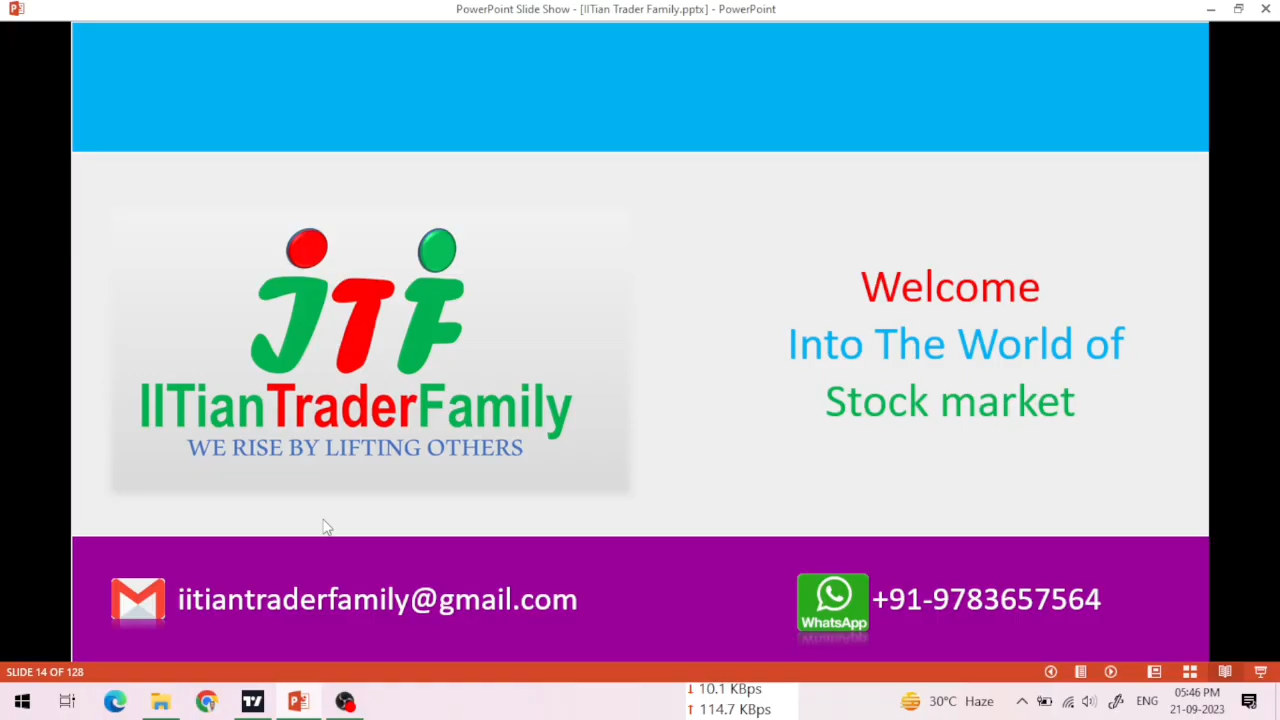 PowerPoint Slide Show - [IITian Trader Family.pptx] - PowerPoint
ITF
IITianTraderFamily
WE RISE BY LIFTING OTHERS
Welcome
Into The World of
Stock market
iitiantraderfamily@gmail.com
WhatsApp
+91-9783657564
SLIDE 14 OF 128
10.1 KBps
114.7 KBps
30°C Haze
ENG
05:46 PM
21-09-2023